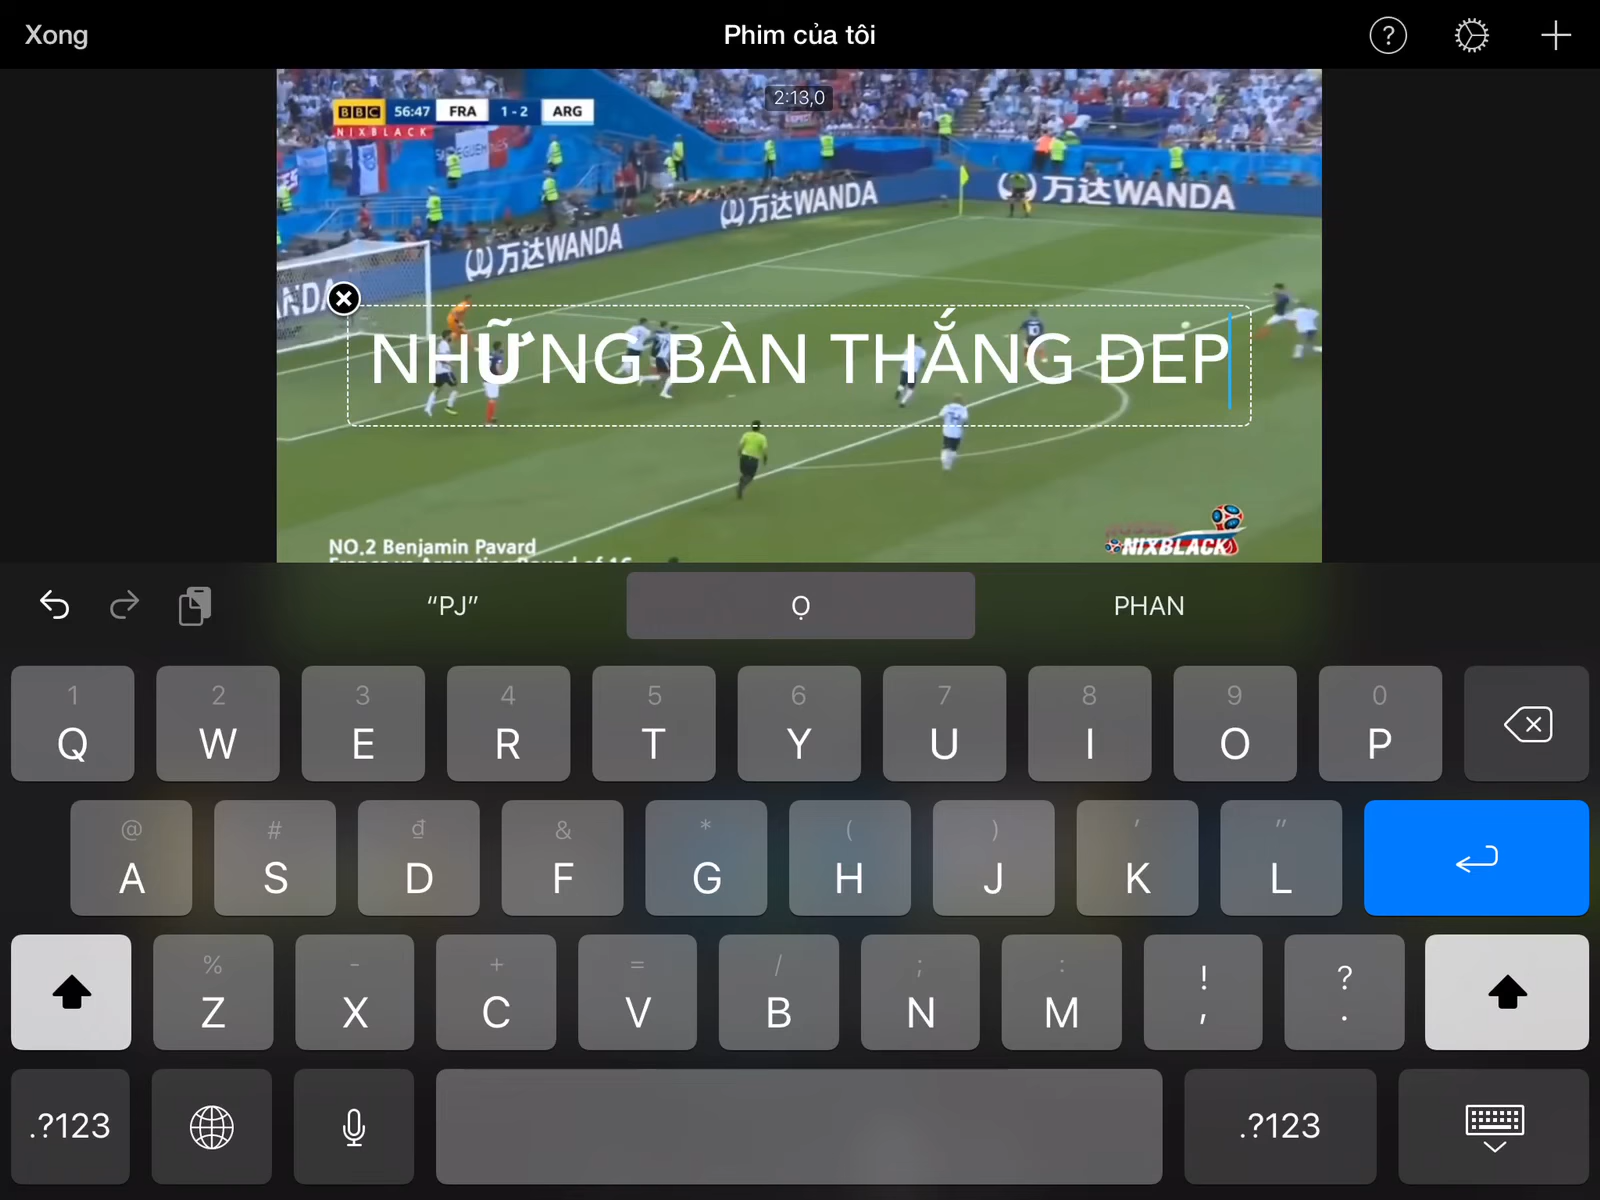 Xong
Phim của tôi
?
2:13,0
BBC 56:47 FRA 1 - 2 ARG
NIXBLACK
万达WANDA
万达WANDA
万达WANDA
NDA
NHỮNG BÀN THẮNG ĐEP
NO.2 Benjamin Pavard
NIXBLACK
“PJ” Ọ PHAN
1 2 3 4 5 6 7 8 9 0
Q W E R T Y U I O P
@ # đ & * ( ) ' "
A S D F G H J K L
% - + = / ; : ! ?
Z X C V B N M , .
.?123 .?123